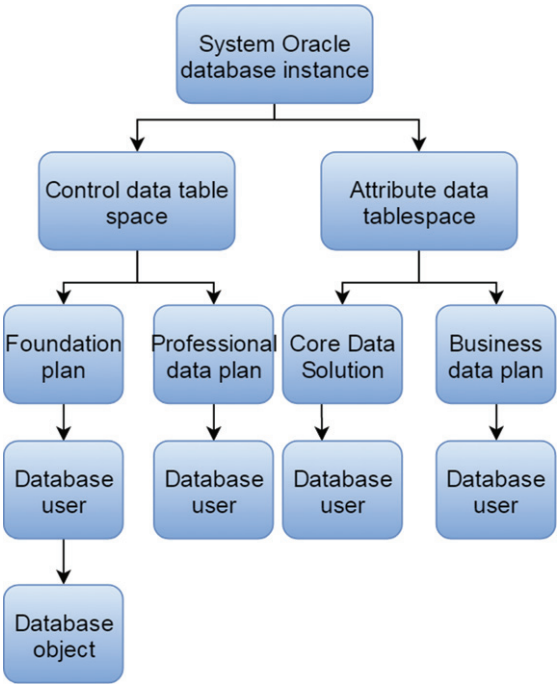 System Oracle
database instance
Control data table
space
Attribute data
tablespace
Foundation
plan
Professional
data plan
Core Data
Solution
Business
data plan
Database
user
Database
user
Database
user
Database
user
Database
object